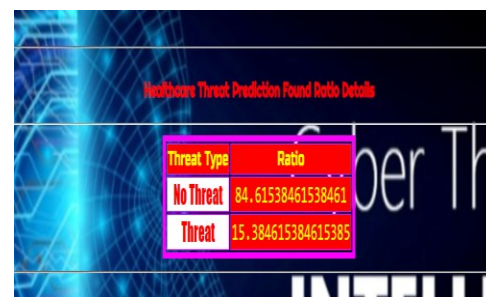 Healthcare Threat Prediction Found Ratio Details
Threat Type Ratio
No Threat 84.61538461538461
Threat 15.384615384615385